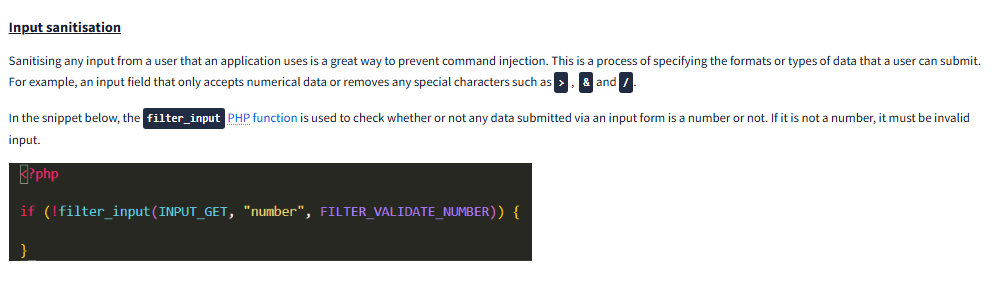 Input sanitisation
Sanitising any input from a user that an application uses is a great way to prevent command injection. This is a process of specifying the formats or types of data that a user can submit.
For example, an input field that only accepts numerical data or removes any special characters such as > , & and / .
In the snippet below, the filter_input PHP function is used to check whether or not any data submitted via an input form is a number or not. If it is not a number, it must be invalid
input.
<?php
if (!filter_input(INPUT_GET, "number", FILTER_VALIDATE_NUMBER)) {
}